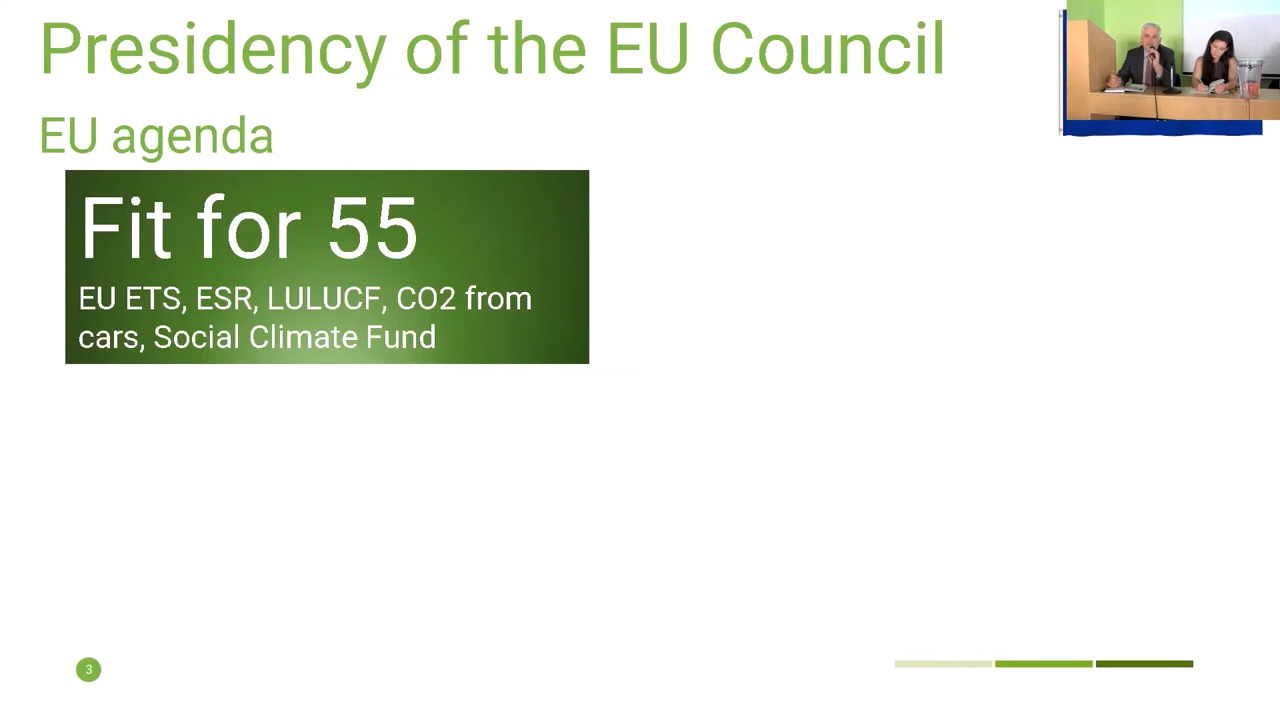 Presidency of the EU Council
EU agenda
Fit for 55
EU ETS, ESR, LULUCF, CO2 from
cars, Social Climate Fund
3